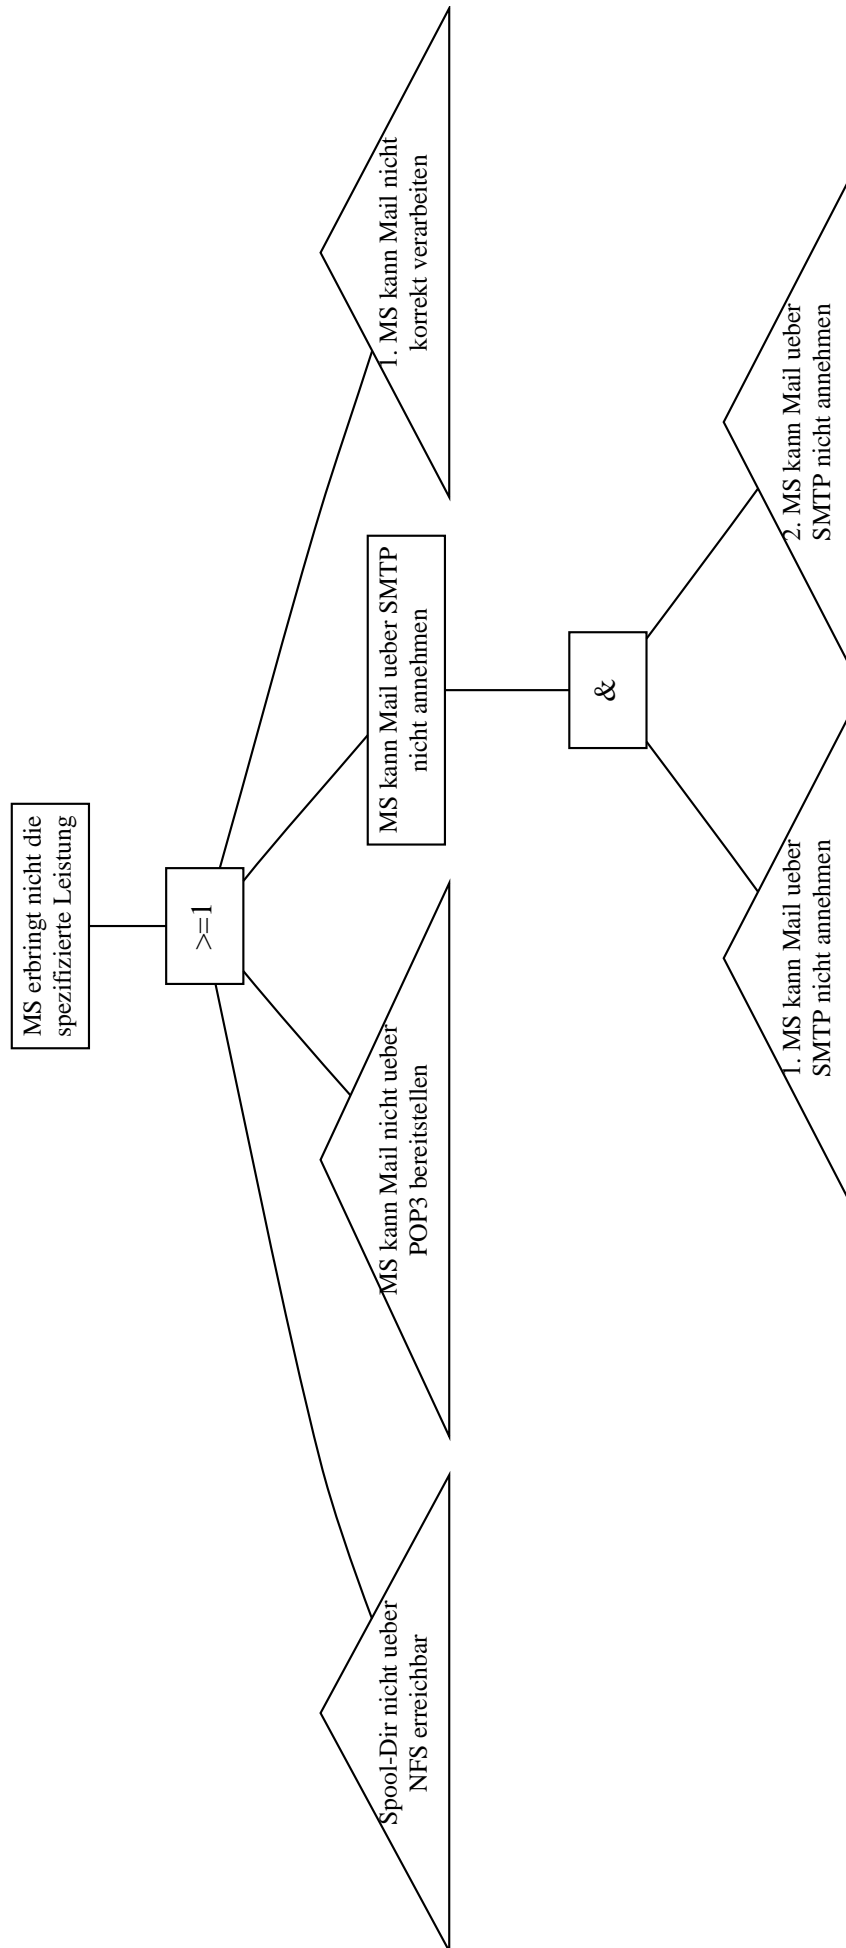 MS erbringt nicht die
spezifizierte Leistung
>=1
Spool-Dir nicht ueber
NFS erreichbar
MS kann Mail nicht ueber
POP3 bereitstellen
MS kann Mail ueber SMTP
nicht annehmen
1. MS kann Mail nicht
korrekt verarbeiten
&
1. MS kann Mail ueber
SMTP nicht annehmen
2. MS kann Mail ueber
SMTP nicht annehmen